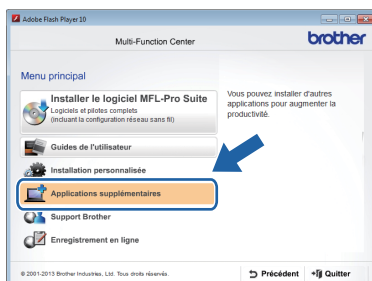 Adobe Flash Player 10
Multi-Function Center
brother
Menu principal
Installer le logiciel MFL-Pro Suite
Logiciels et pilotes complets
(incluant la configuration réseau sans fil)
Guides de l'utilisateur
Installation personnalisée
Applications supplémentaires
Support Brother
Enregistrement en ligne
Vous pouvez installer d'autres
applications pour augmenter la
productivité.
© 2001-2013 Brother Industries, Ltd. Tous droits réservés.
Précédent
Quitter